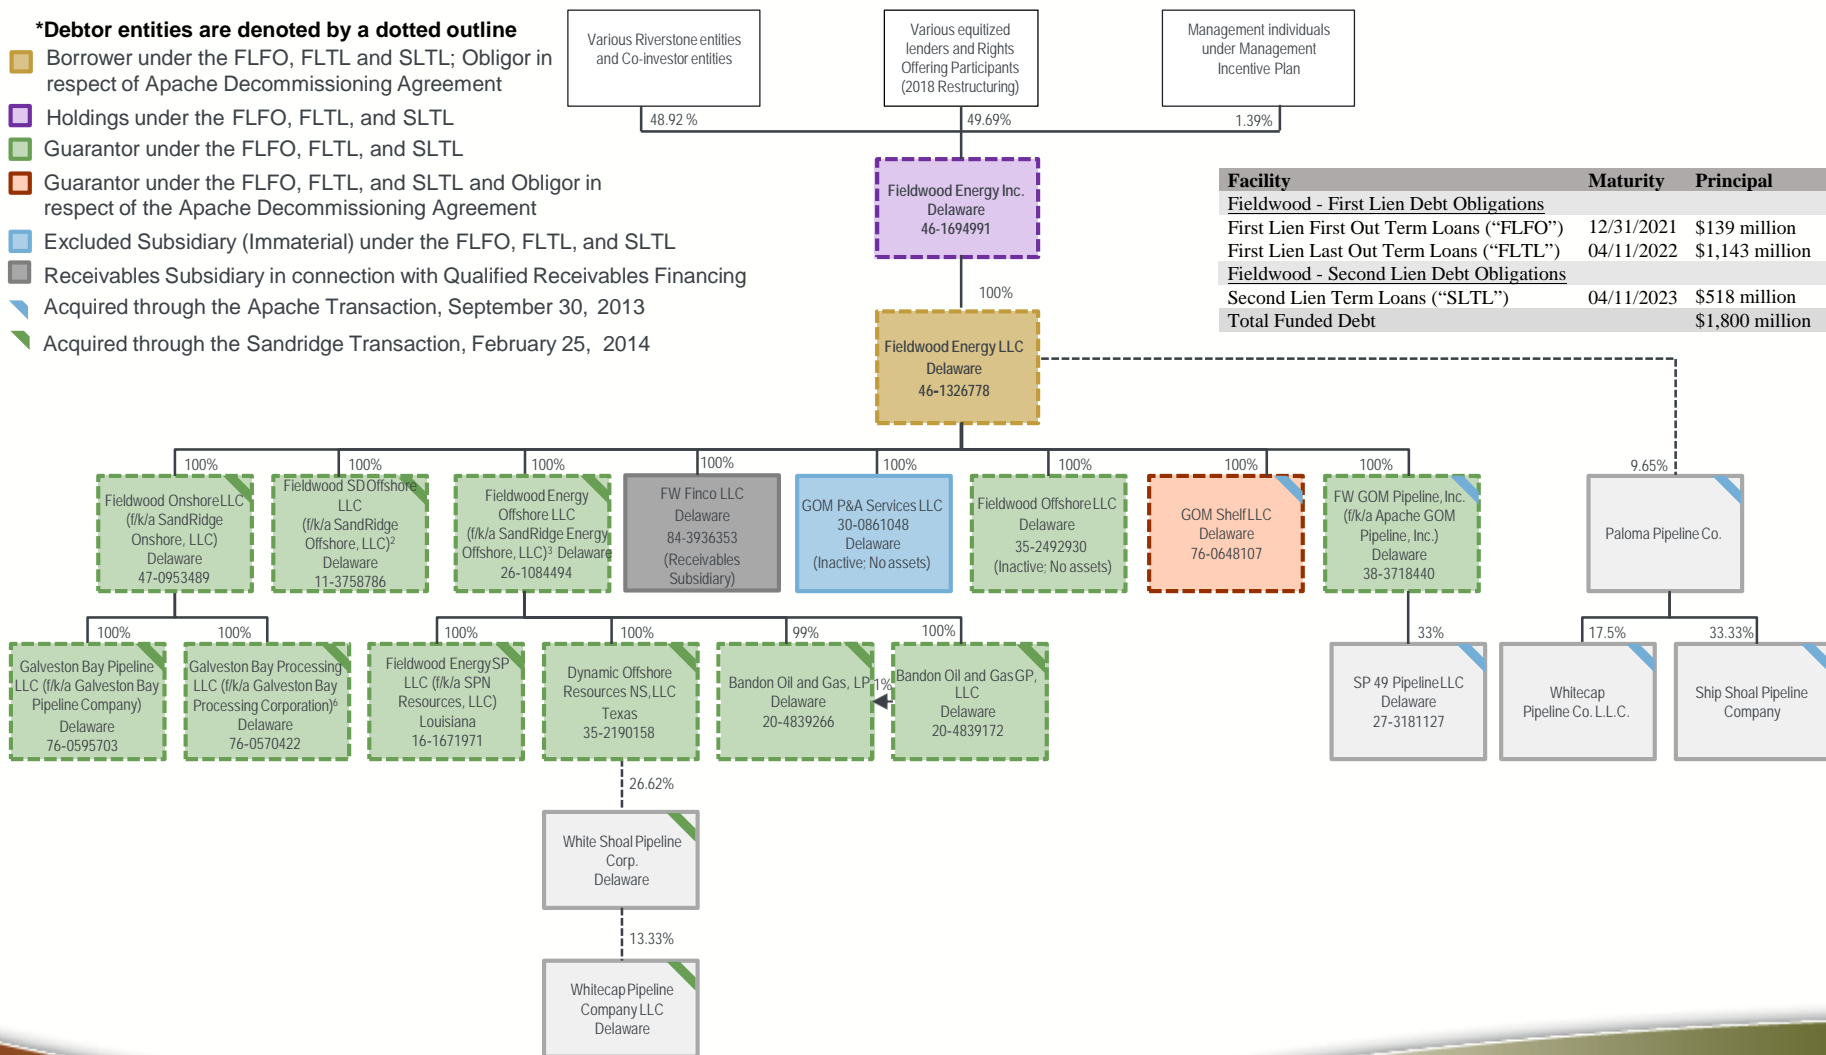 *Debtor entities are denoted by a dotted outline
Borrower under the FLFO, FLTL and SLTL; Obligor in
respect of Apache Decommissioning Agreement
Holdings under the FLFO, FLTL, and SLTL
Guarantor under the FLFO, FLTL, and SLTL
Guarantor under the FLFO, FLTL, and SLTL and Obligor in
respect of the Apache Decommissioning Agreement
Excluded Subsidiary (Immaterial) under the FLFO, FLTL, and SLTL
Receivables Subsidiary in connection with Qualified Receivables Financing
Acquired through the Apache Transaction, September 30, 2013
Acquired through the Sandridge Transaction, February 25, 2014
Various Riverstone entities
and Co-investor entities
Various equitized
lenders and Rights
Offering Participants
(2018 Restructuring)
Management individuals
under Management
Incentive Plan
48.92 %
49.69%
1.39%
Facility Maturity Principal
Fieldwood - First Lien Debt Obligations
First Lien First Out Term Loans (“FLFO”) 12/31/2021 $139 million
First Lien Last Out Term Loans (“FLTL”) 04/11/2022 $1,143 million
Fieldwood - Second Lien Debt Obligations
Second Lien Term Loans (“SLTL”) 04/11/2023 $518 million
Total Funded Debt $1,800 million
Fieldwood Energy Inc.
Delaware
46-1694991
100%
Fieldwood Energy LLC
Delaware
46-1326778
100%
100%
100%
100%
100%
100%
100%
100%
9.65%
Fieldwood Onshore LLC
(f/k/a SandRidge
Onshore, LLC)
Delaware
47-0953489
Fieldwood SD Offshore
LLC
(f/k/a SandRidge
Offshore, LLC)2
Delaware
11-3758786
Fieldwood Energy
Offshore LLC
(f/k/a SandRidge Energy
Offshore, LLC)3 Delaware
26-1084494
FW Finco LLC
Delaware
84-3936353
(Receivables
Subsidiary)
GOM P&A Services LLC
30-0861048
Delaware
(Inactive; No assets)
Fieldwood Offshore LLC
Delaware
35-2492930
(Inactive; No assets)
GOM Shelf LLC
Delaware
76-0648107
FW GOM Pipeline, Inc.
(f/k/a Apache GOM
Pipeline, Inc.)
Delaware
38-3718440
Paloma Pipeline Co.
100%
100%
100%
100%
99%
100%
33%
17.5%
33.33%
Galveston Bay Pipeline
LLC (f/k/a Galveston Bay
Pipeline Company)
Delaware
76-0595703
Galveston Bay Processing
LLC (f/k/a Galveston Bay
Processing Corporation)6
Delaware
76-0570422
Fieldwood Energy SP
LLC (f/k/a SPN
Resources, LLC)
Louisiana
16-1671971
Dynamic Offshore
Resources NS, LLC
Texas
35-2190158
Bandon Oil and Gas, LP
Delaware
20-4839266
1%
Bandon Oil and Gas GP,
LLC
Delaware
20-4839172
SP 49 Pipeline LLC
Delaware
27-3181127
Whitecap
Pipeline Co. L.L.C.
Ship Shoal Pipeline
Company
26.62%
White Shoal Pipeline
Corp.
Delaware
13.33%
Whitecap Pipeline
Company LLC
Delaware